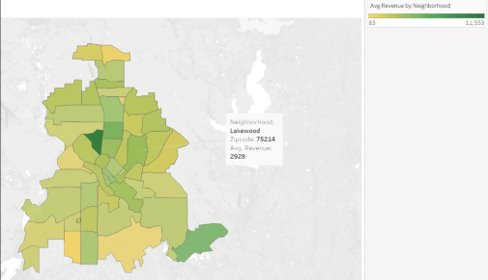 Avg Revenue by Neighborhood
83
11,553
Neighborhood:
Lakewood
Zipcode: 75214
Avg. Revenue:
2928